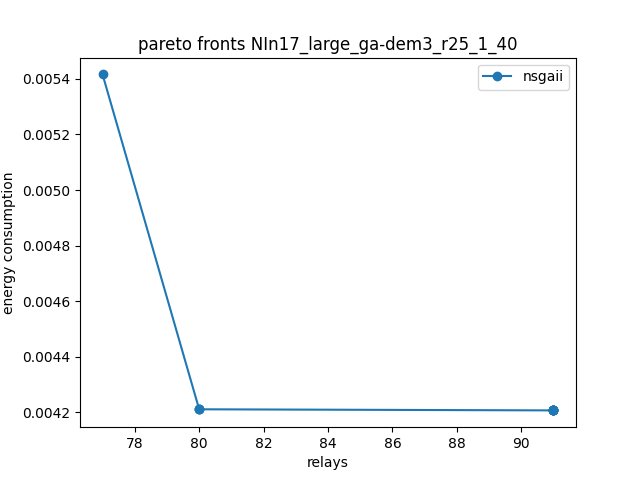 pareto fronts NIn17_large_ga-dem3_r25_1_40
nsgaii
energy consumption
0.0054
0.0052
0.0050
0.0048
0.0046
0.0044
0.0042
78 80 82 84 86 88 90
relays